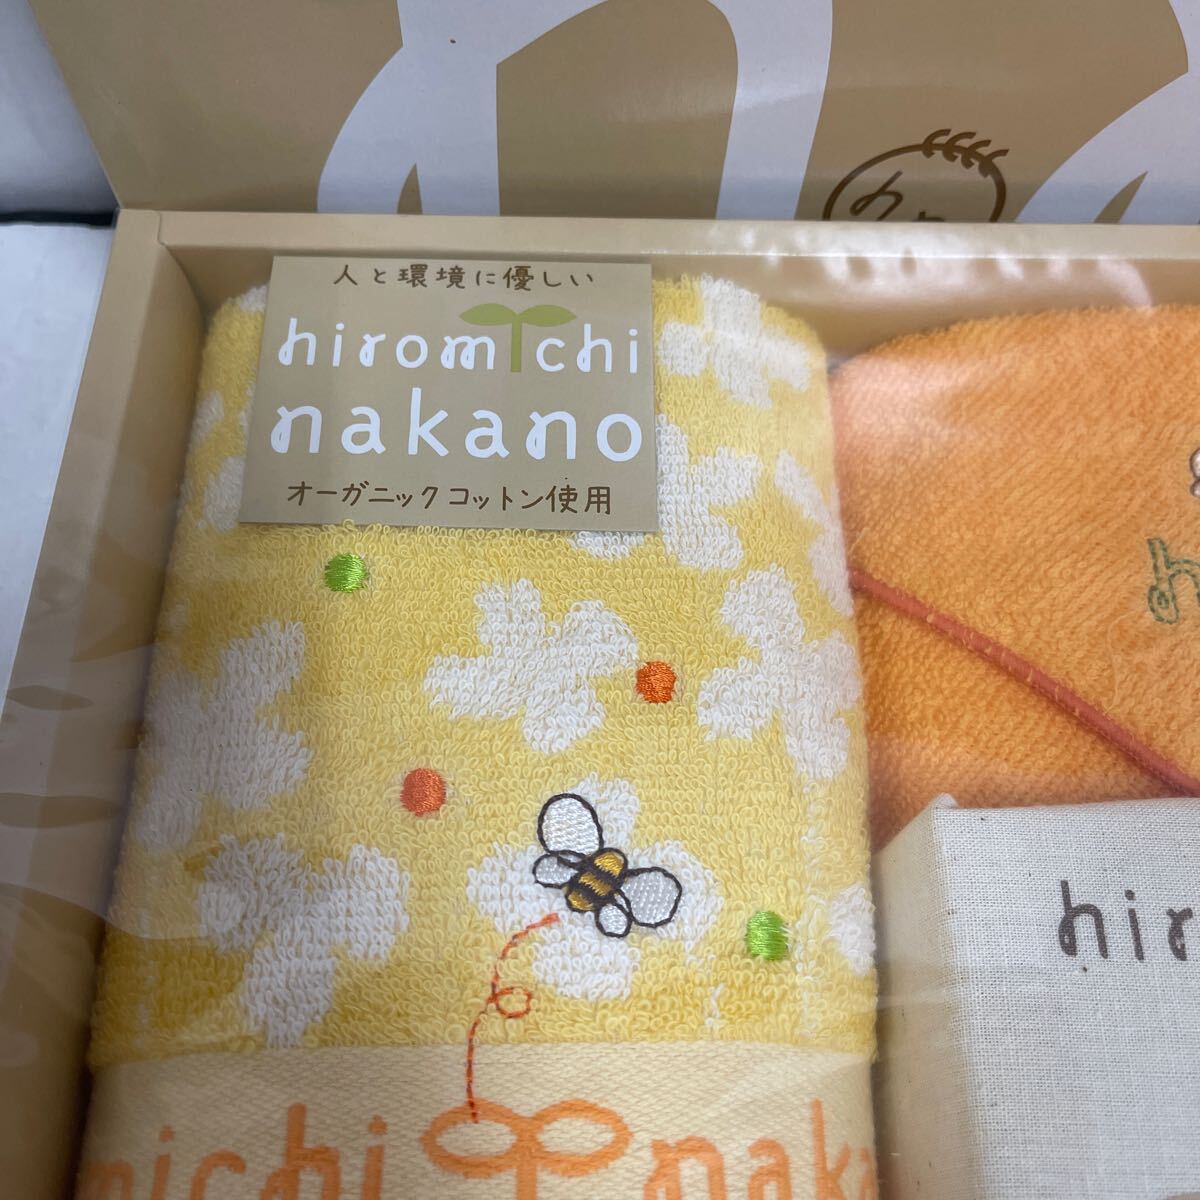 人と環境に優しい
hiromichi
nakano
オーガニックコットン使用
hir
michi naka